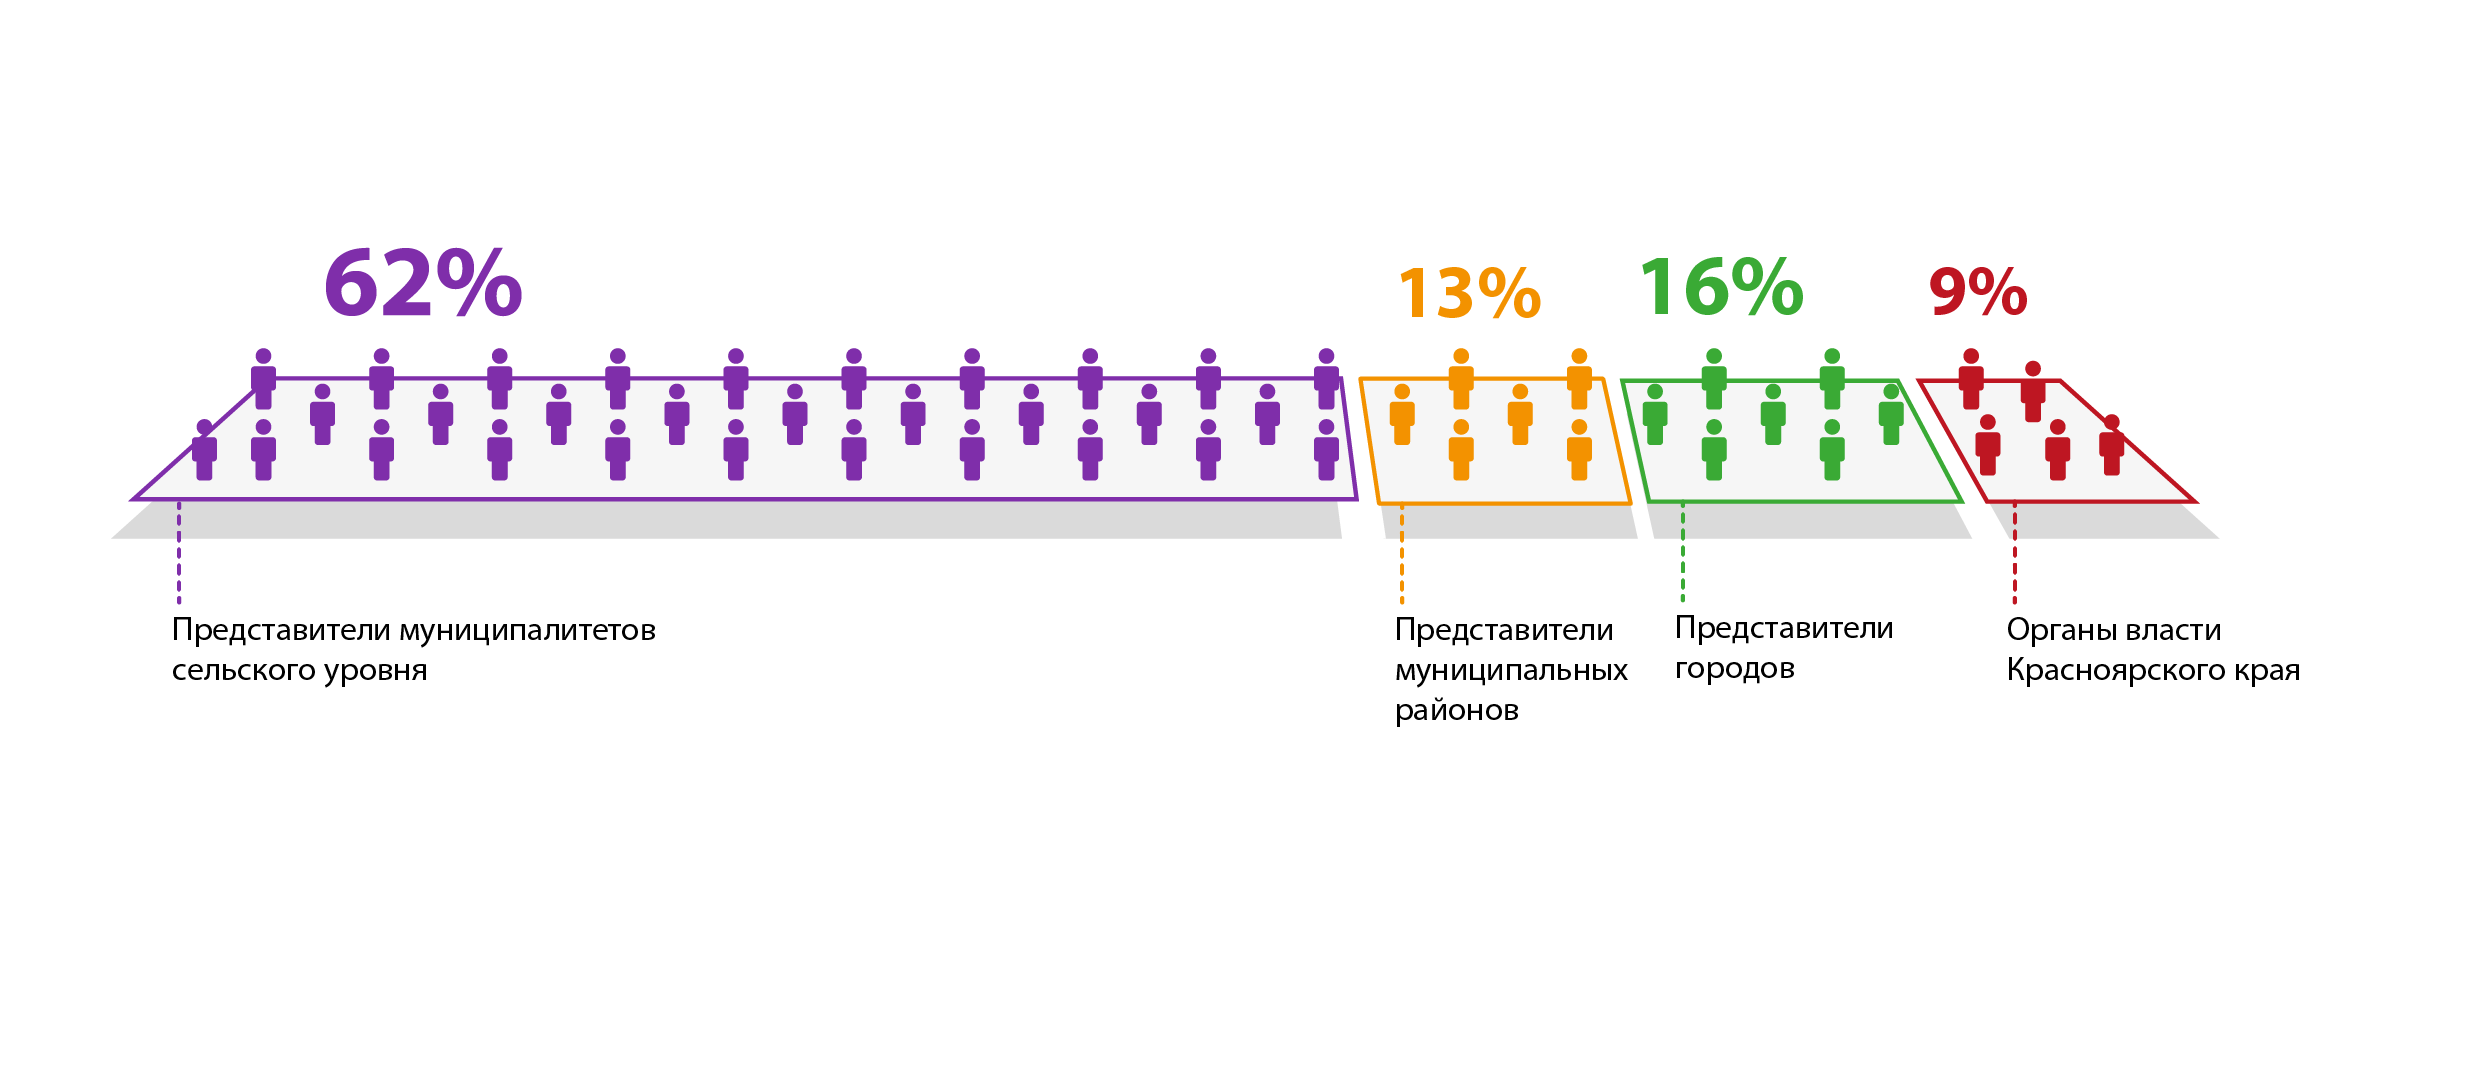 62%
13%
16%
9%
Представители муниципалитетов
сельского уровня
Представители
муниципальных
районов
Представители
городов
Органы власти
Красноярского края